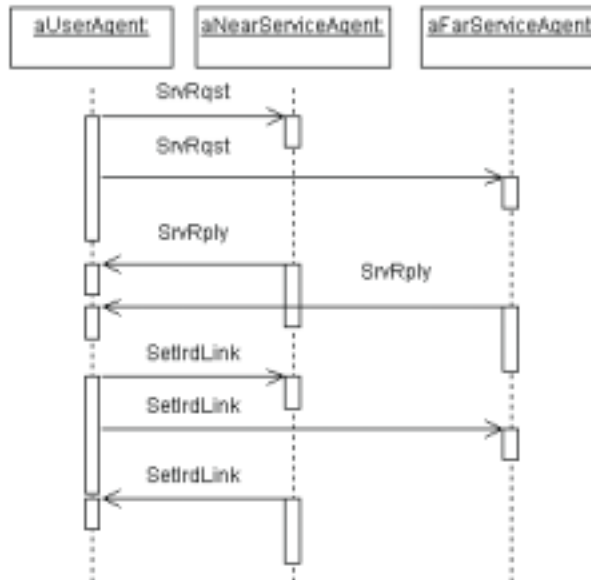 aUserAgent:
aNearServiceAgent:
aFarServiceAgent:
SrvRqst
SrvRqst
SrvRply
SrvRply
SetIrdLink
SetIrdLink
SetIrdLink